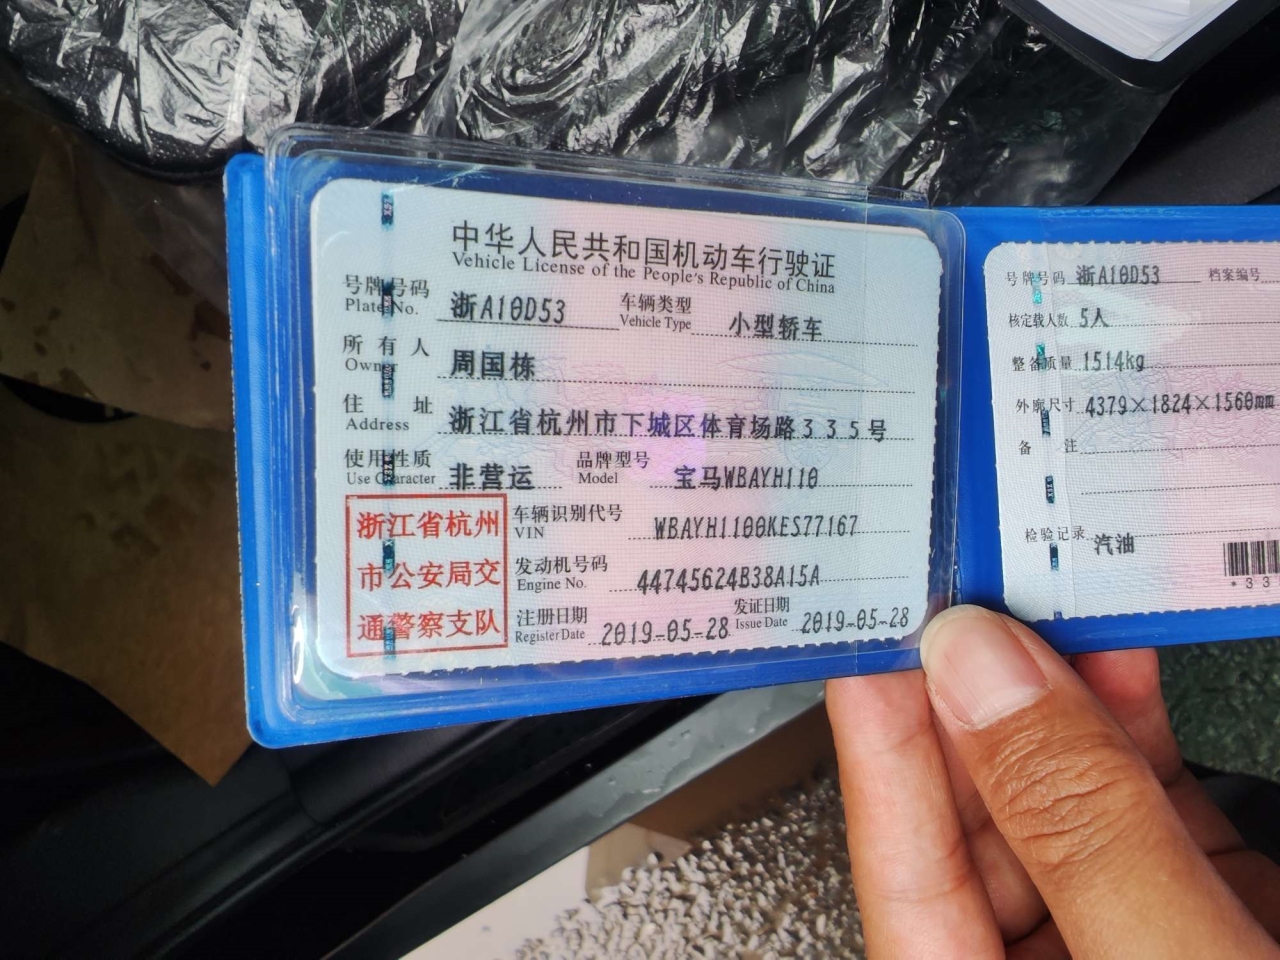 中华人民共和国机动车行驶证
Vehicle License of the People's Republic of China
号牌号码 浙A10D53 车辆类型 小型轿车
Plate No. Vehicle Type
所有人 周国栋
Owner
住址 浙江省杭州市下城区体育场路335号
Address
使用性质 非营运 品牌型号 宝马WBAYH110
Use Character Model
浙江省杭州
市公安局交
通警察支队
车辆识别代号 WBAYH1100KES77167
VIN
发动机号码 44745624B38A15A
Engine No.
注册日期 2019-05-28 发证日期 2019-05-28
Register Date Issue Date
号牌号码 浙A10D53 档案编号
核定载人数 5人
整备质量 1514kg
外廓尺寸 4379×1824×1560mm
备注
检验记录 汽油
*33